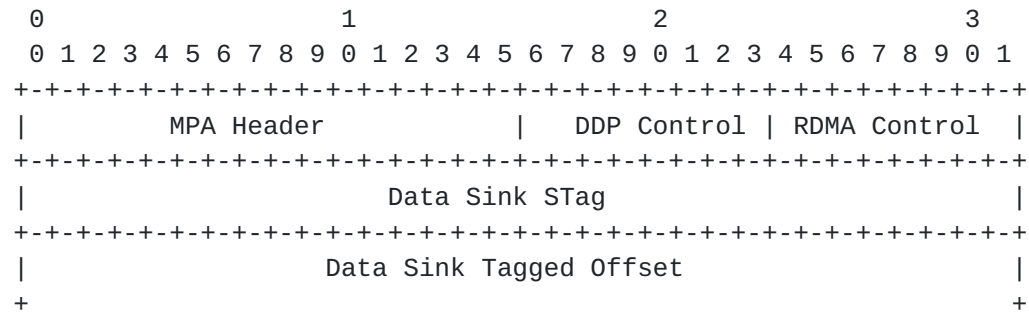 0                   1                   2                   3
 0 1 2 3 4 5 6 7 8 9 0 1 2 3 4 5 6 7 8 9 0 1 2 3 4 5 6 7 8 9 0 1
+-+-+-+-+-+-+-+-+-+-+-+-+-+-+-+-+-+-+-+-+-+-+-+-+-+-+-+-+-+-+-+-+
|         MPA Header            |   DDP Control | RDMA Control  |
+-+-+-+-+-+-+-+-+-+-+-+-+-+-+-+-+-+-+-+-+-+-+-+-+-+-+-+-+-+-+-+-+
|                       Data Sink STag                          |
+-+-+-+-+-+-+-+-+-+-+-+-+-+-+-+-+-+-+-+-+-+-+-+-+-+-+-+-+-+-+-+-+
|                   Data Sink Tagged Offset                     |
+                                                               +